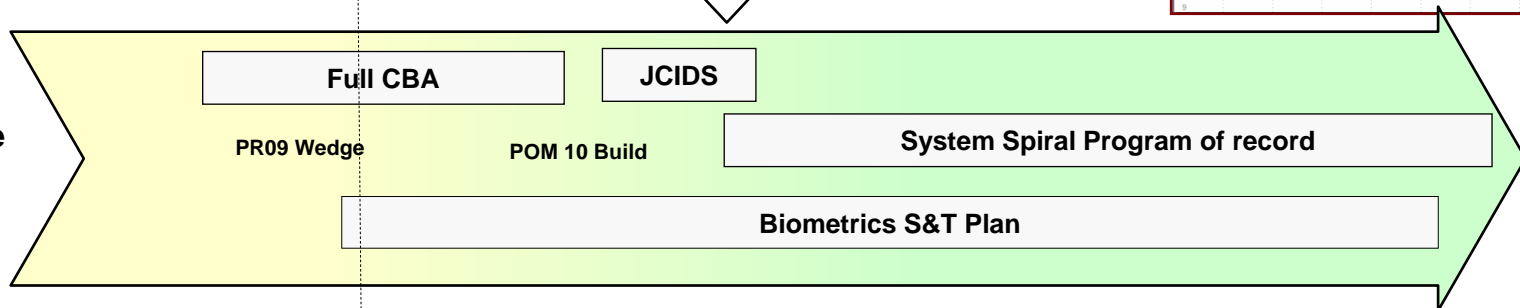 Full CBA
JCIDS
PR09 Wedge
POM 10 Build
System Spiral Program of record
Biometrics S&T Plan